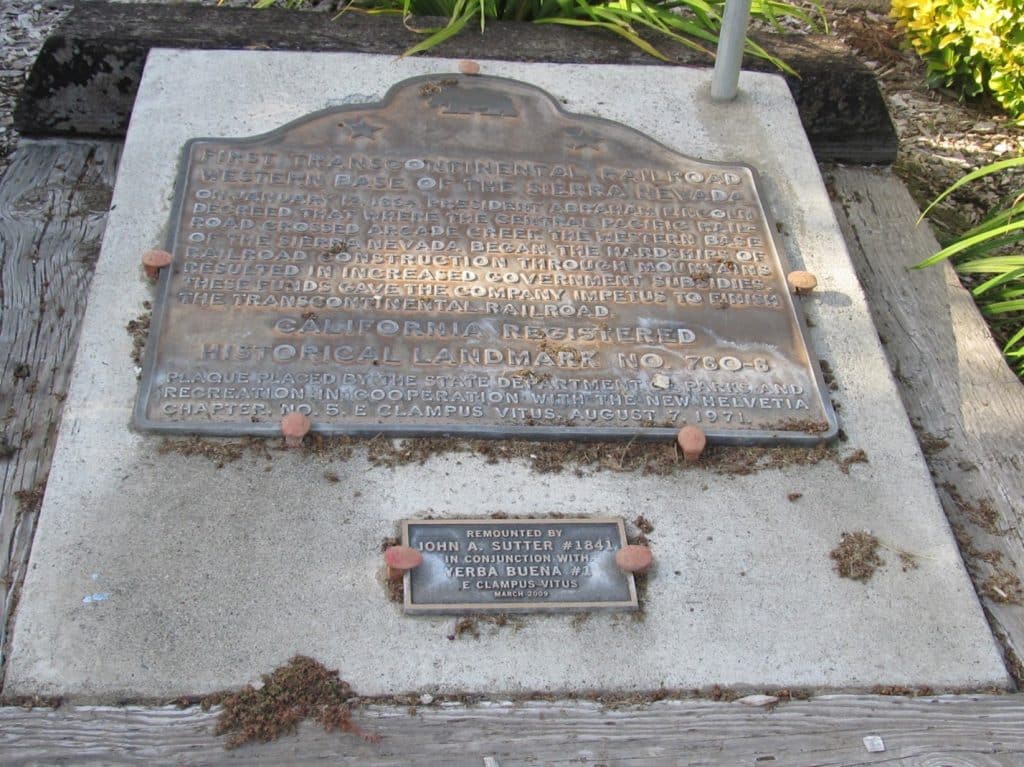 FIRST TRANSCONTINENTAL RAILROAD
WESTERN BASE OF THE SIERRA NEVADA
ON JANUARY 12, 1864, PRESIDENT ABRAHAM LINCOLN
DECREED THAT WHERE THE CENTRAL PACIFIC RAIL-
ROAD CROSSED ARCADE CREEK THE WESTERN BASE
OF THE SIERRA NEVADA BEGAN. THE HARDSHIPS OF
RAILROAD CONSTRUCTION THROUGH MOUNTAINS
RESULTED IN INCREASED GOVERNMENT SUBSIDIES.
THESE FUNDS GAVE THE COMPANY IMPETUS TO FINISH
THE TRANSCONTINENTAL RAILROAD.
CALIFORNIA REGISTERED
HISTORICAL LANDMARK NO. 780-8
PLAQUE PLACED BY THE STATE DEPARTMENT OF PARKS AND
RECREATION IN COOPERATION WITH THE NEW HELVETIA
CHAPTER, NO. 5, E CLAMPUS VITUS, AUGUST 7, 1971
REMOUNTED BY
JOHN A. SUTTER #1841
IN CONJUNCTION WITH
YERBA BUENA #1
E CLAMPUS VITUS
MARCH 2009